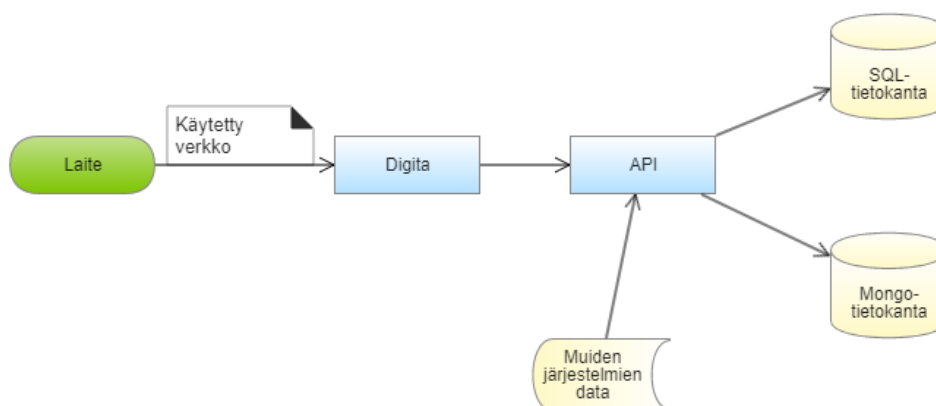 SQL-
tietokanta
Käytetty
verkko
Laite
Digita
API
Mongo-
tietokanta
Muiden
järjestelmien
data